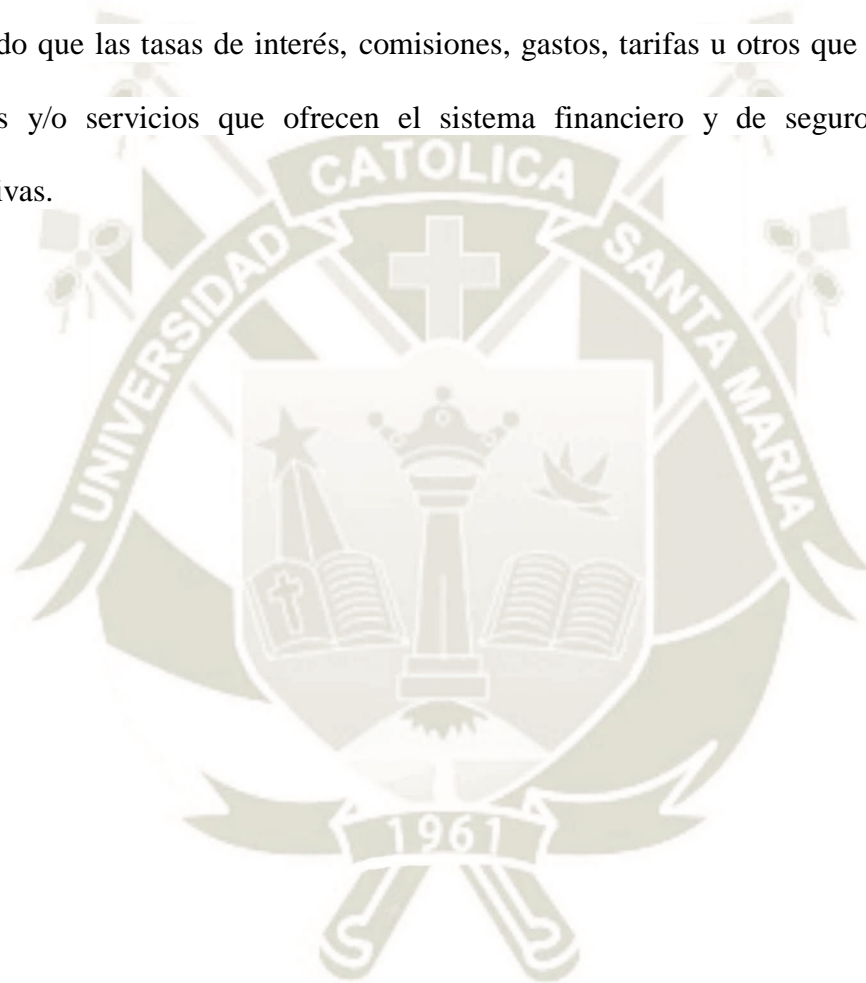 do que las tasas de interés, comisiones, gastos, tarifas u otros que
s y/o servicios que ofrecen el sistema financiero y de seguro
ivas.
UNIVERSIDAD CATOLICA SANTA MARIA
1961